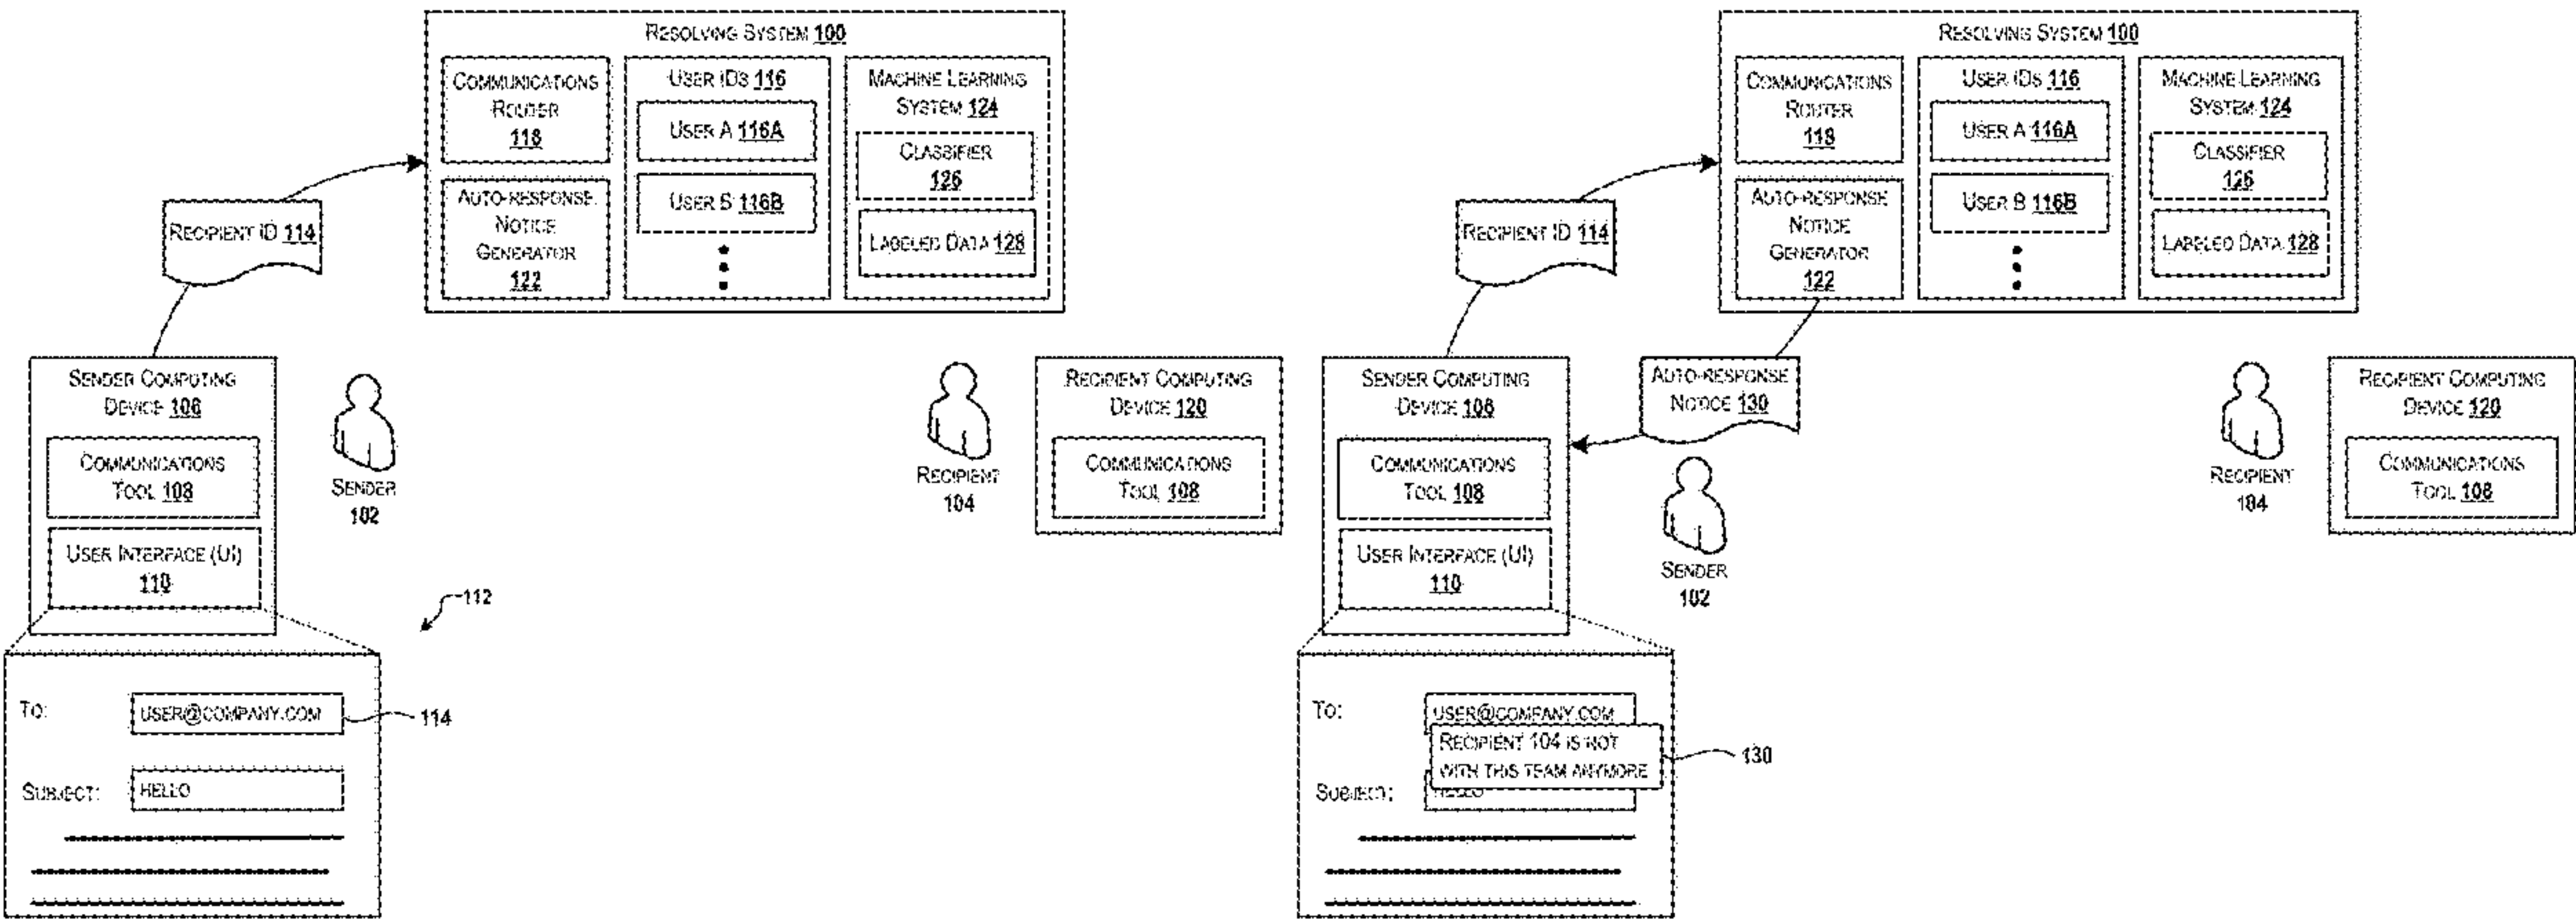 RESOLVING SYSTEM 100
COMMUNICATIONS
ROUTER
118
AUTO-RESPONSE
NOTICE
GENERATOR
122
USER IDS 116
USER A 116A
USER B 116B
MACHINE LEARNING
SYSTEM 124
CLASSIFIER
126
LABELED DATA 128
RECIPIENT ID 114
SENDER COMPUTING
DEVICE 106
COMMUNICATIONS
TOOL 108
USER INTERFACE (UI)
110
SENDER
102
RECIPIENT
104
RECIPIENT COMPUTING
DEVICE 120
COMMUNICATIONS
TOOL 108
112
TO:
USER@COMPANY.COM
114
SUBJECT:
HELLO
RESOLVING SYSTEM 100
COMMUNICATIONS
ROUTER
118
AUTO-RESPONSE
NOTICE
GENERATOR
122
USER IDS 116
USER A 116A
USER B 116B
MACHINE LEARNING
SYSTEM 124
CLASSIFIER
126
LABELED DATA 128
RECIPIENT ID 114
SENDER COMPUTING
DEVICE 106
COMMUNICATIONS
TOOL 108
USER INTERFACE (UI)
110
AUTO-RESPONSE
NOTICE 130
SENDER
102
RECIPIENT
104
RECIPIENT COMPUTING
DEVICE 120
COMMUNICATIONS
TOOL 108
TO:
USER@COMPANY.COM
RECIPIENT 104 IS NOT
WITH THIS TEAM ANYMORE
130
SUBJECT:
HELLO